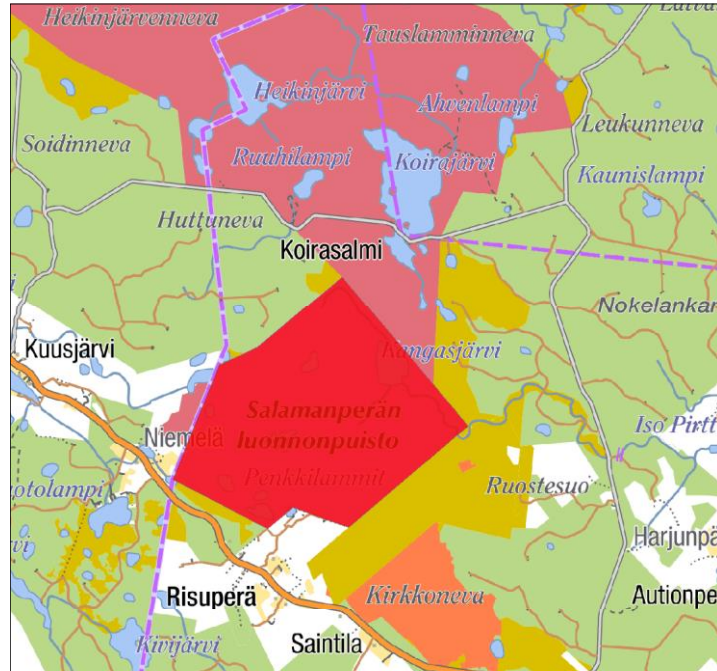 Heikinjärvenneva
Tauslamminneva
Heikinjärvi
Ahvenlampi
Leukunneva
Soidinneva
Ruuhilampi
Koirajärvi
Kaunislampi
Huttuneva
Koirasalmi
Nokelankan
Kuusjärvi
Kangasjärvi
Salamanperän
luonnonpuisto
Niemelä
Iso Pirtt
Penkkilammit
Ruostesuo
otolampi
Harjunpä
Risuperä
Kirkkoneva
Autionpe
Saintila
Kivijärvi